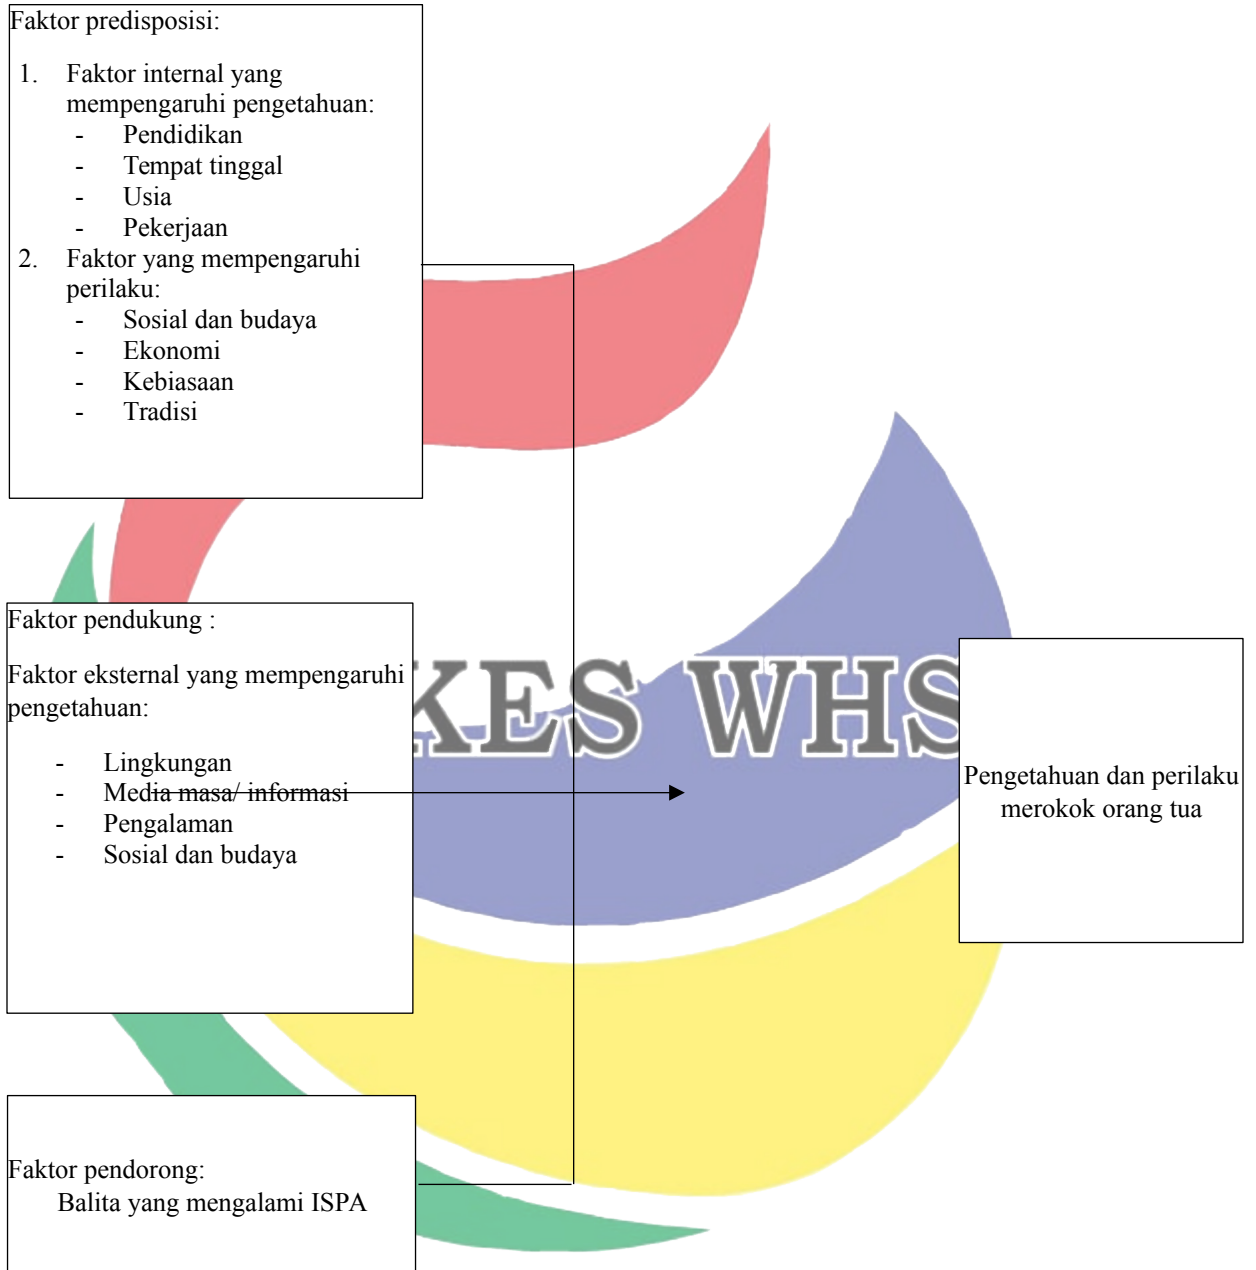 Faktor predisposisi:
1. Faktor internal yang
mempengaruhi pengetahuan:
- Pendidikan
- Tempat tinggal
- Usia
- Pekerjaan
2. Faktor yang mempengaruhi
perilaku:
- Sosial dan budaya
- Ekonomi
- Kebiasaan
- Tradisi
Faktor pendukung :
Faktor eksternal yang mempengaruhi
pengetahuan:
- Lingkungan
- Media masa/ informasi
- Pengalaman
- Sosial dan budaya
KES WHS
Pengetahuan dan perilaku
merokok orang tua
Faktor pendorong:
Balita yang mengalami ISPA